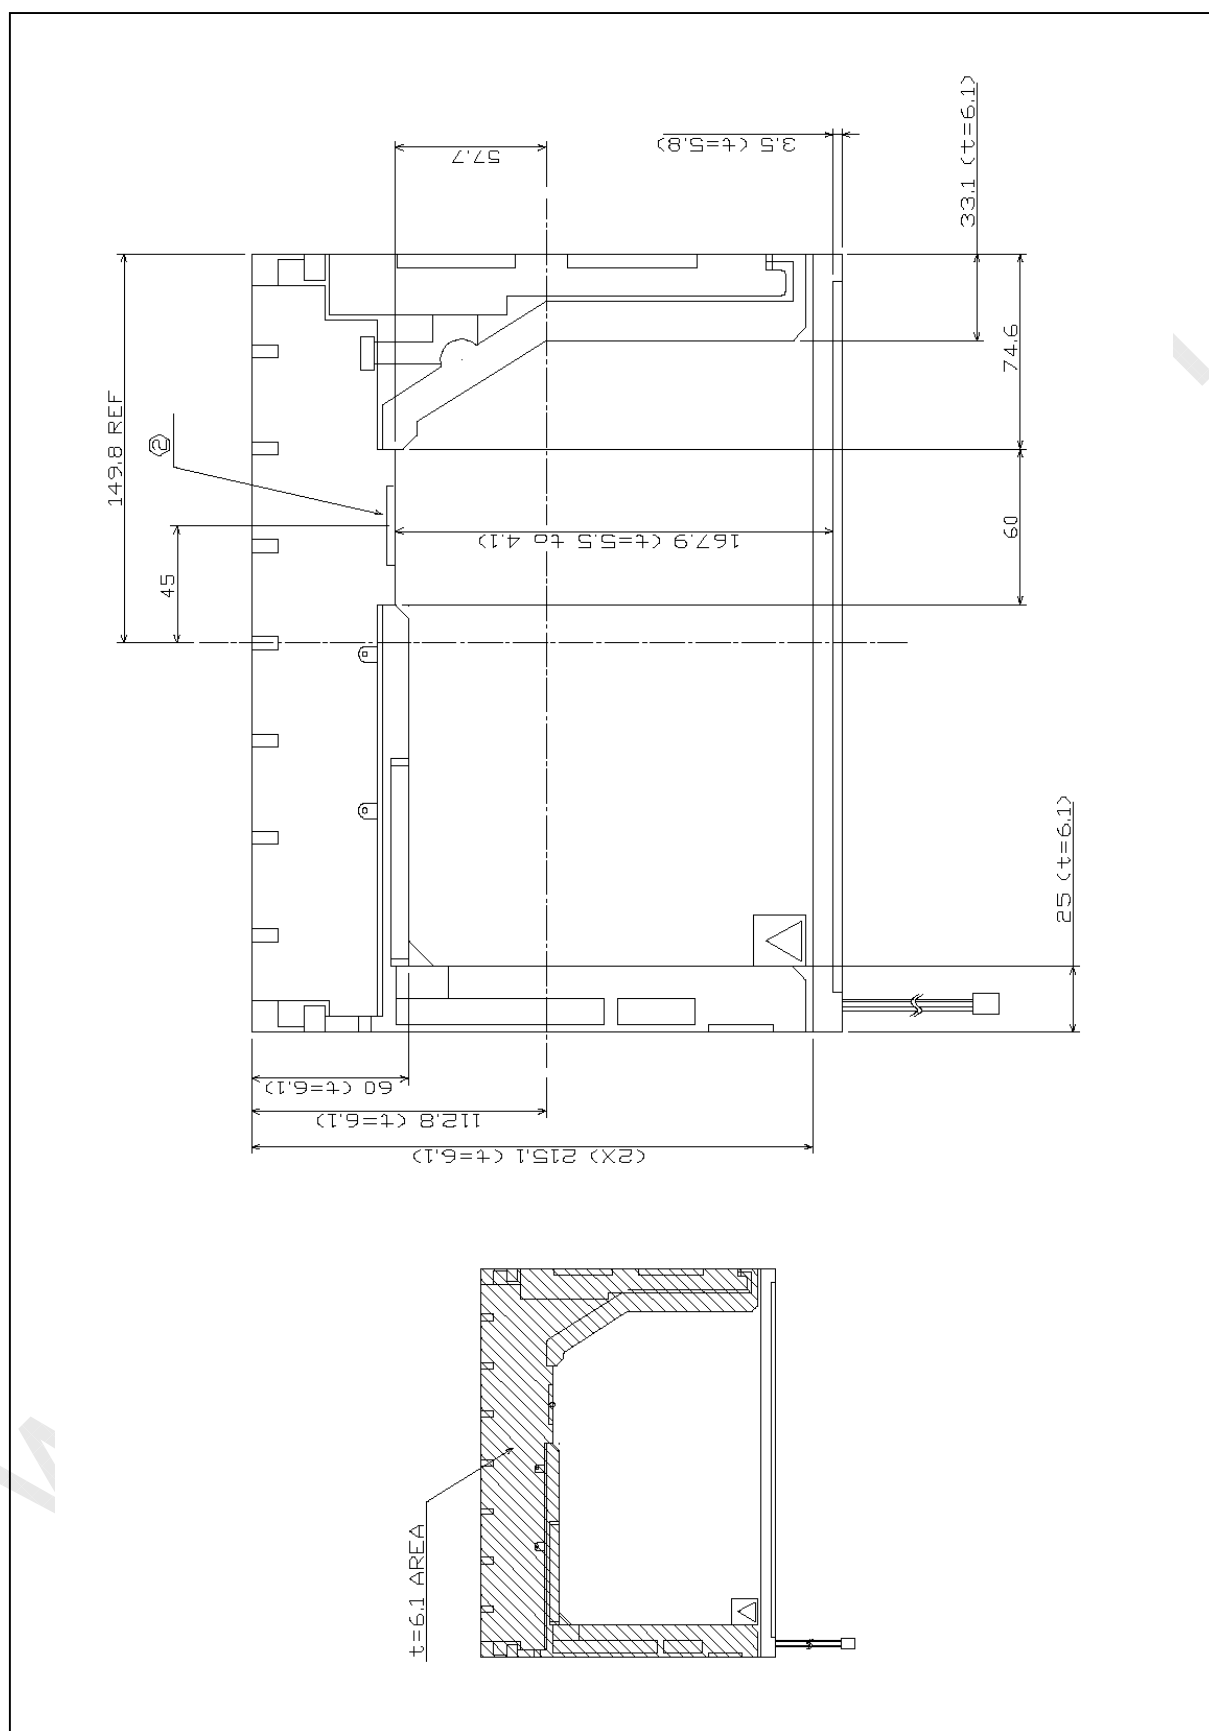 57.7
3.5 (t=5.8)
33.1 (t=6.1)
149.8 REF
2
74.6
45
167.9 (t=5.5 to 4.1)
60
25 (t=6.1)
60 (t=6.1)
112.8 (t=6.1)
(2X) 215.1 (t=6.1)
t=6.1 AREA